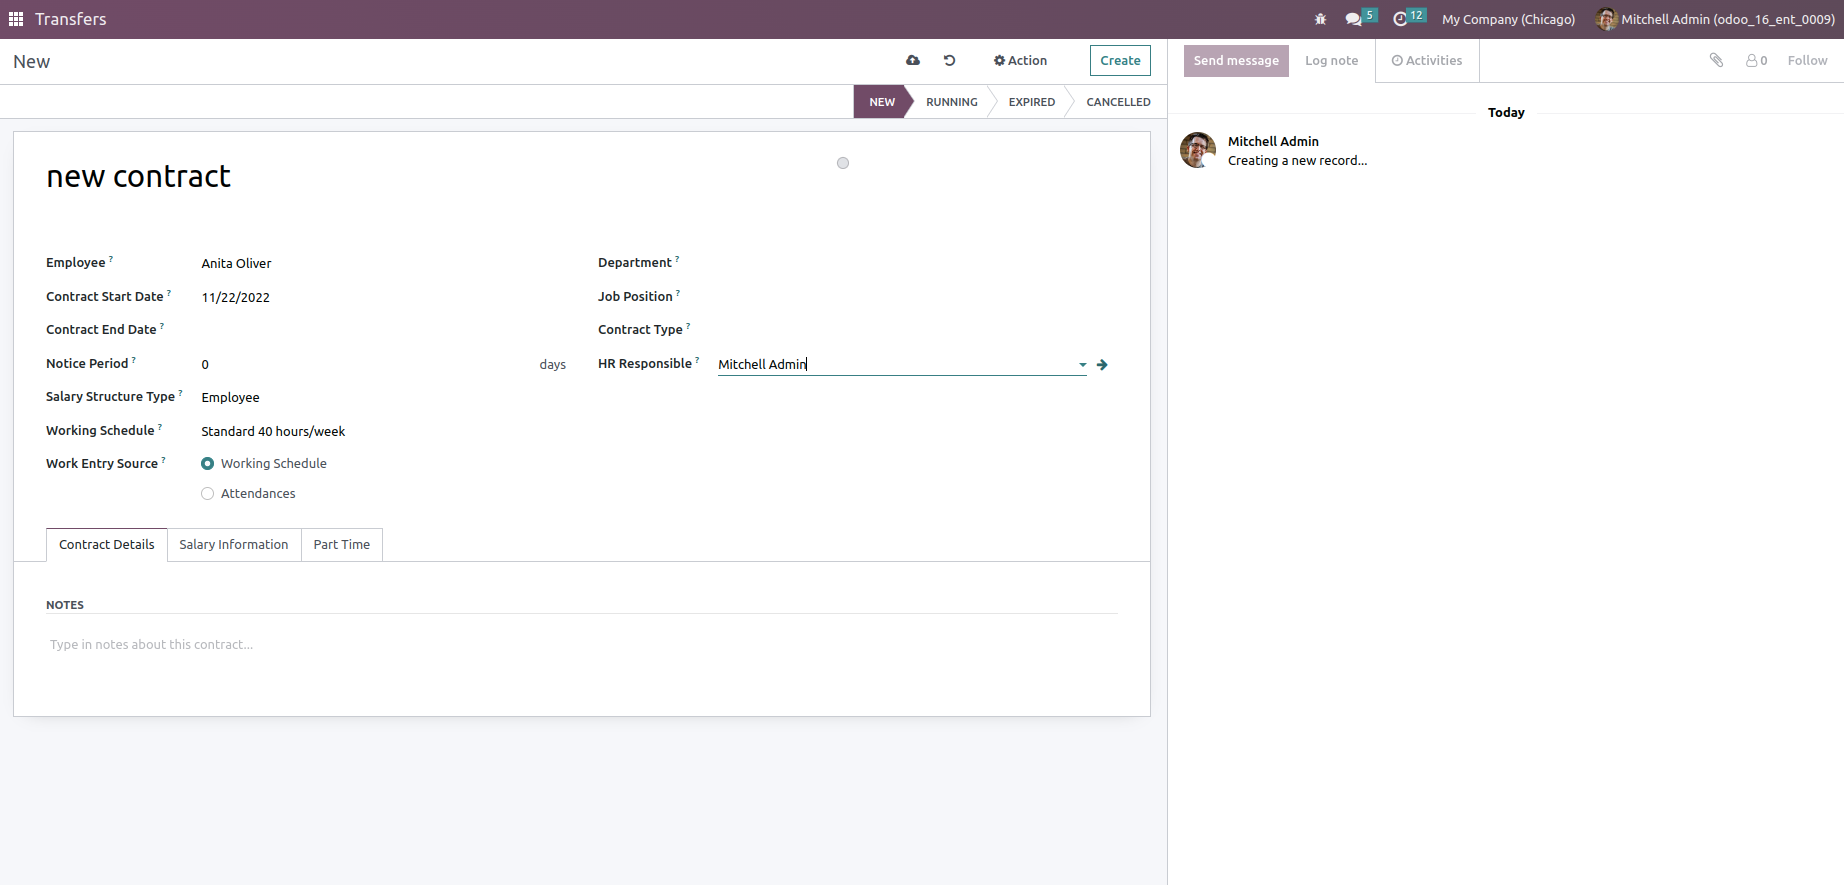 Transfers
5
12
My Company (Chicago)
Mitchell Admin (odoo_16_ent_0009)
New
Action
Create
Send message
Log note
Activities
0
Follow
NEW
RUNNING
EXPIRED
CANCELLED
new contract
Employee ?
Anita Oliver
Contract Start Date ?
11/22/2022
Contract End Date ?
Notice Period ?
0
days
Salary Structure Type ?
Employee
Working Schedule ?
Standard 40 hours/week
Work Entry Source ?
Working Schedule
Attendances
Department ?
Job Position ?
Contract Type ?
HR Responsible ?
Mitchell Admin
Contract Details
Salary Information
Part Time
NOTES
Type in notes about this contract...
Today
Mitchell Admin
Creating a new record...